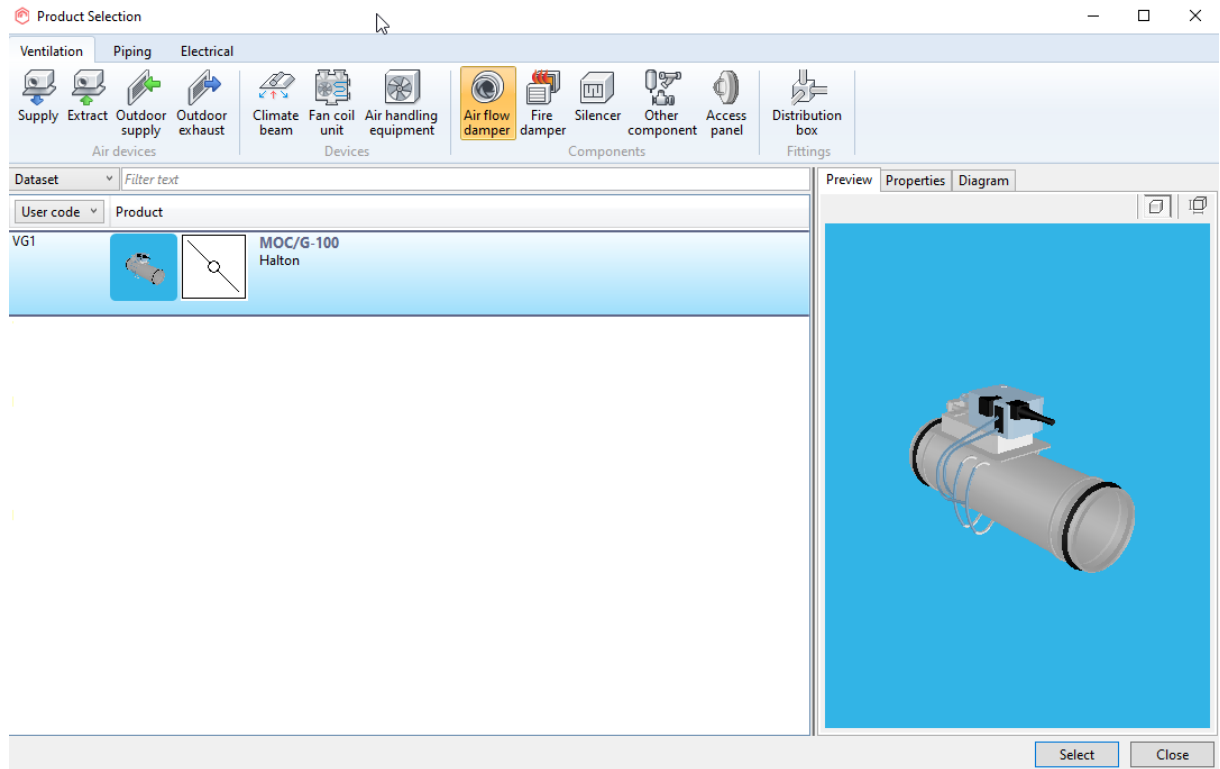 Product Selection
Ventilation Piping Electrical
Supply Extract Outdoor supply Outdoor exhaust Climate beam Fan coil unit Air handling equipment Air flow damper Fire damper Silencer Other component Access panel Distribution box
Air devices Devices Components Fittings
Dataset Filter text Preview Properties Diagram
User code Product
VG1 MOC/G-100
Halton
Select Close